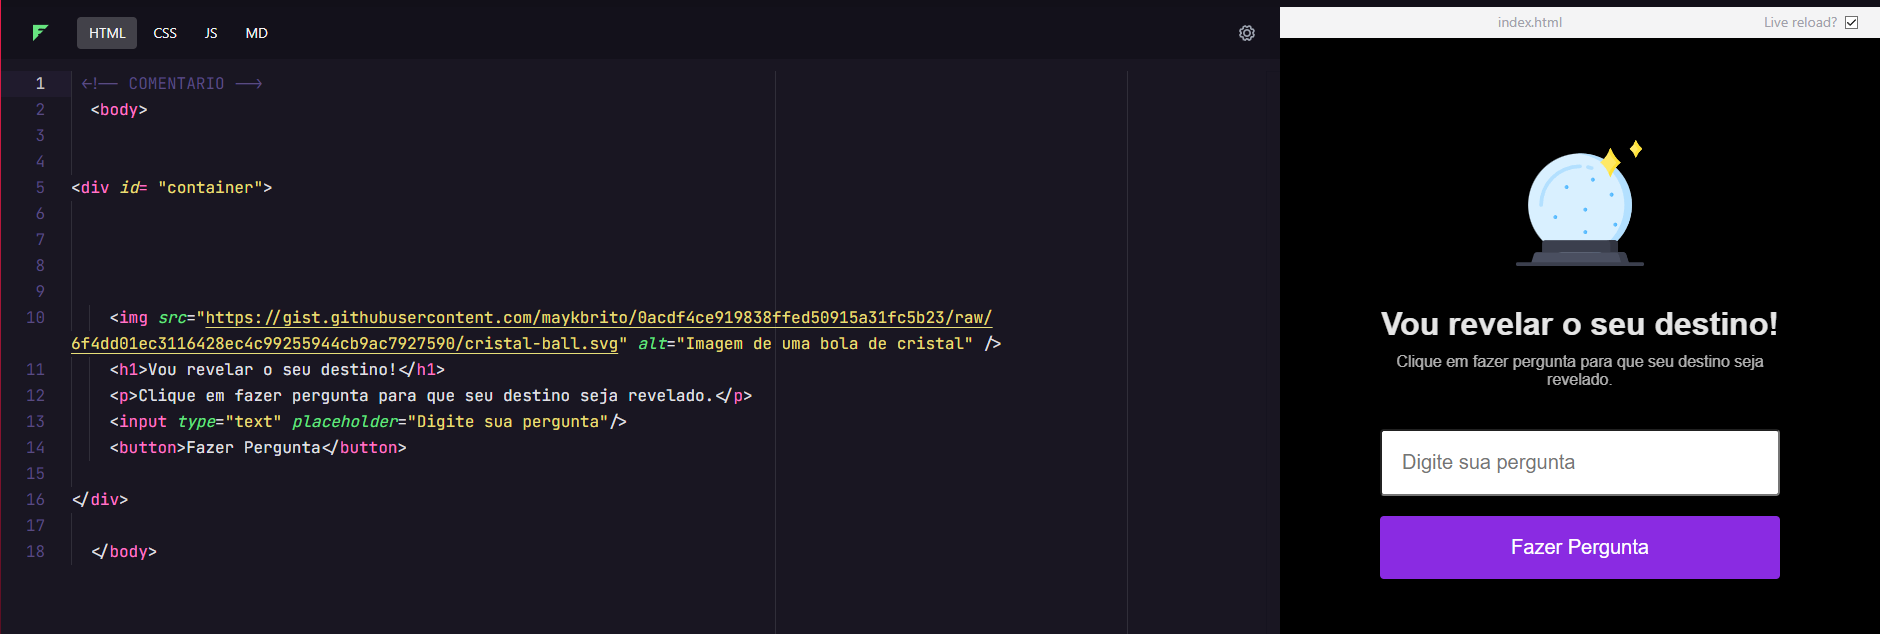 HTML CSS JS MD
1 <!-- COMENTARIO -->
2 <body>
3
4
5 <div id= "container">
6
7
8
9
10 <img src="https://gist.githubusercontent.com/maykbrito/0acdf4ce919838ffed50915a31fc5b23/raw/
6f4dd01ec3116428ec4c99255944cb9ac7927590/cristal-ball.svg" alt="Imagem de uma bola de cristal" />
11 <h1>Vou revelar o seu destino!</h1>
12 <p>Clique em fazer pergunta para que seu destino seja revelado.</p>
13 <input type="text" placeholder="Digite sua pergunta"/>
14 <button>Fazer Pergunta</button>
15
16 </div>
17
18 </body>
index.html Live reload?
Vou revelar o seu destino!
Clique em fazer pergunta para que seu destino seja
revelado.
Digite sua pergunta
Fazer Pergunta